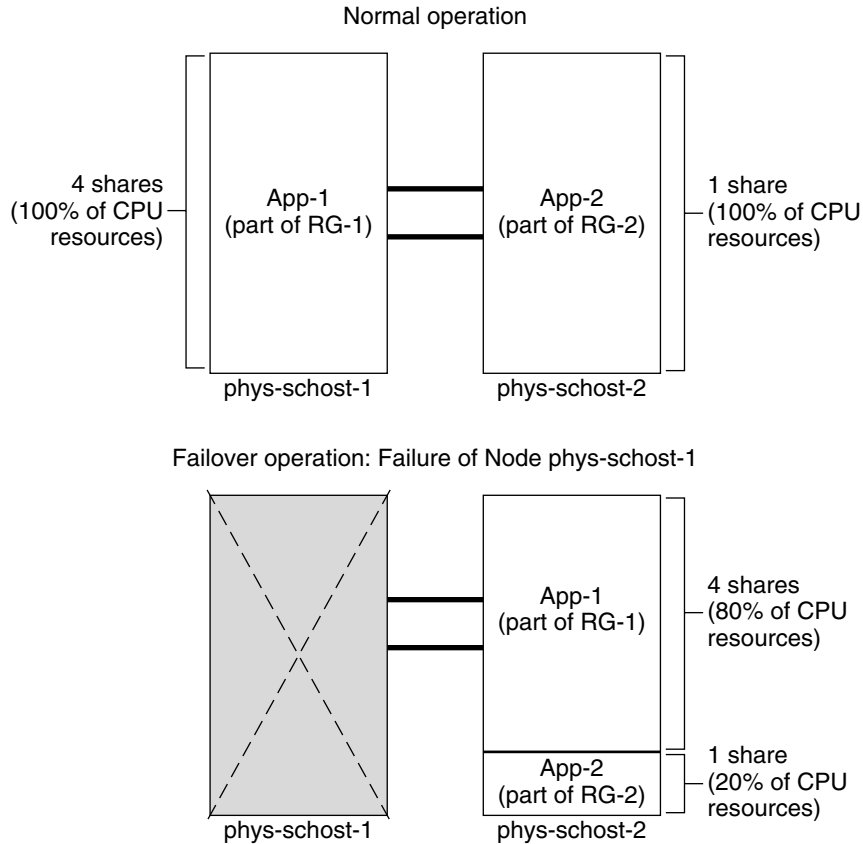 Normal operation
4 shares
(100% of CPU
resources)
App-1
(part of RG-1)
App-2
(part of RG-2)
1 share
(100% of CPU
resources)
phys-schost-1
phys-schost-2
Failover operation: Failure of Node phys-schost-1
App-1
(part of RG-1)
4 shares
(80% of CPU
resources)
App-2
(part of RG-2)
1 share
(20% of CPU
resources)
phys-schost-1
phys-schost-2